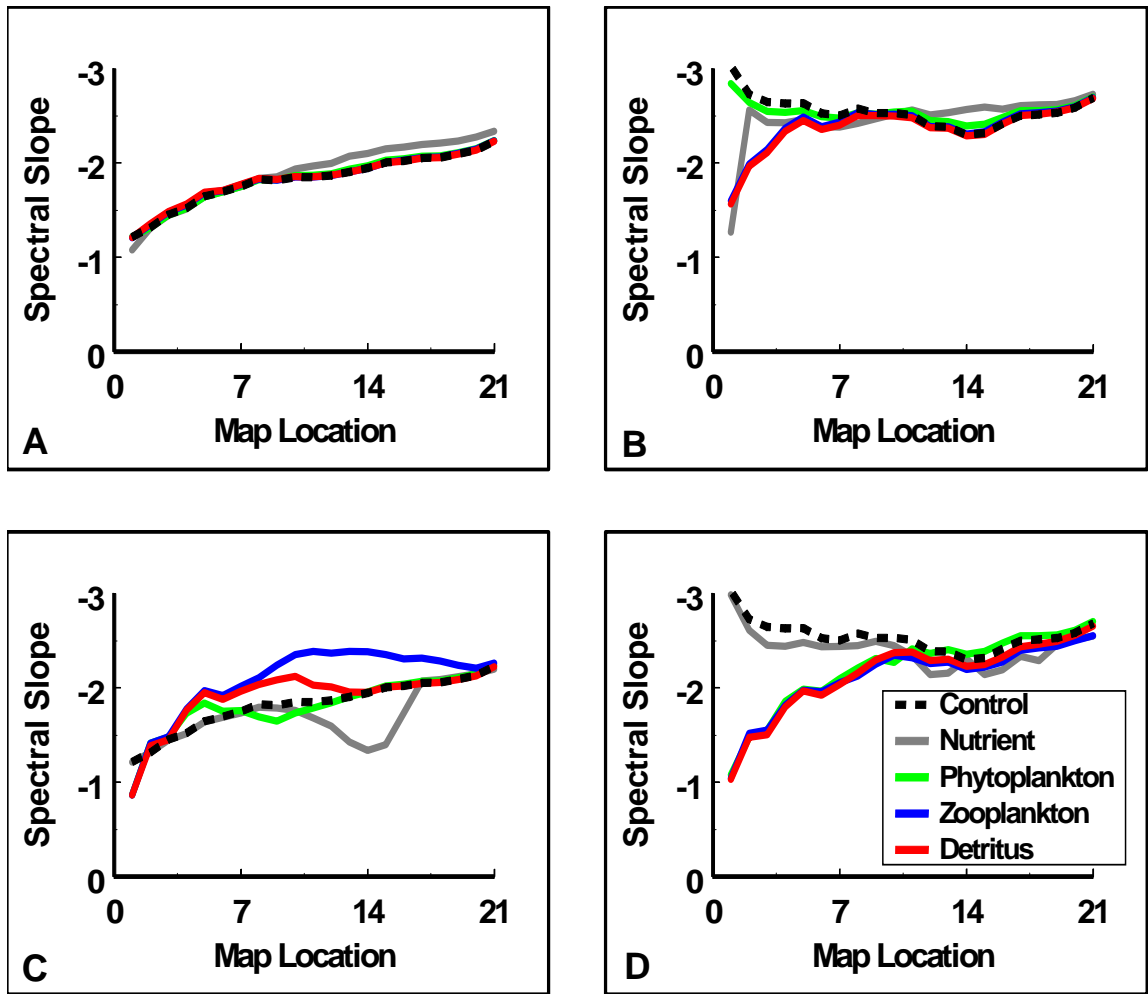 Spectral Slope
-3
-2
-1
0
0 7 14 21
Map Location
A
Spectral Slope
-3
-2
-1
0
0 7 14 21
Map Location
B
Spectral Slope
-3
-2
-1
0
0 7 14 21
Map Location
C
Spectral Slope
-3
-2
-1
0
Control
Nutrient
Phytoplankton
Zooplankton
Detritus
0 7 14 21
Map Location
D